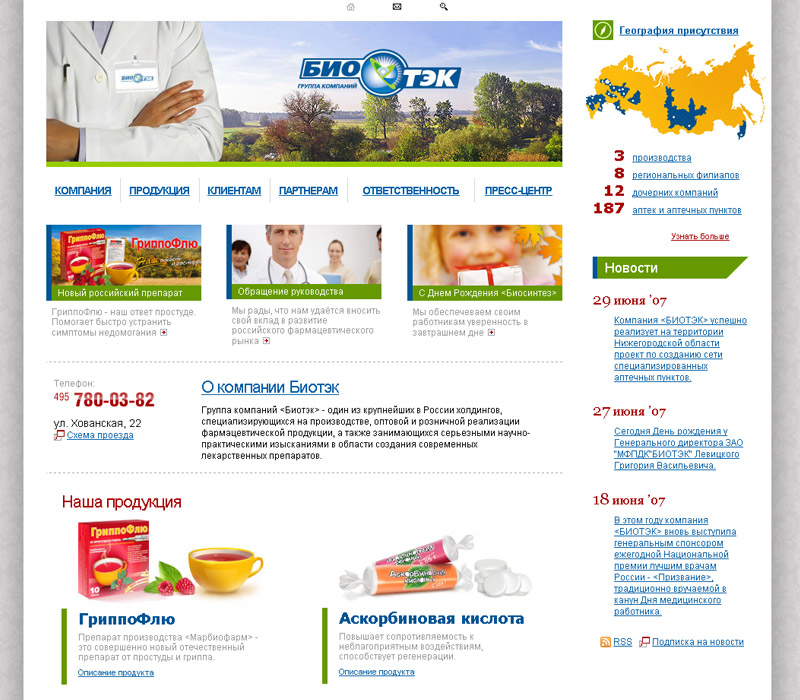 БИОТЭК
ГРУППА КОМПАНИЙ
КОМПАНИЯ
ПРОДУКЦИЯ
КЛИЕНТАМ
ПАРТНЕРАМ
ОТВЕТСТВЕННОСТЬ
ПРЕСС-ЦЕНТР
ГриппоФлю
ГриппоФлю
Новый российский препарат
ГриппоФлю - наш ответ простуде.
Помогает быстро устранить
симптомы недомогания
Обращение руководства
Мы рады, что нам удаётся вносить
свой вклад в развитие
российского фармацевтического
рынка
С Днем Рождения <Биосинтез>
Мы обеспечиваем своим
работникам уверенность в
завтрашнем дне
Телефон:
495 780-03-82
ул. Хованская, 22
Схема проезда
О компании Биотэк
Группа компаний <Биотэк> - один из крупнейших в России холдингов,
специализирующихся на производстве, оптовой и розничной реализации
фармацевтической продукции, а также занимающихся серьезными научно-
практическими изысканиями в области создания современных
лекарственных препаратов.
Наша продукция
ГриппоФлю
10
Аскорбиновая
кислота
ГриппоФлю
Препарат производства <Марбиофарм> -
это совершенно новый отечественный
препарат от простуды и гриппа.
Описание продукта
Аскорбиновая кислота
Повышает сопротивляемость к
неблагоприятным воздействиям,
способствует регенерации.
Описание продукта
География присутствия
3 производства
8 региональных филиалов
12 дочерних компаний
187 аптек и аптечных пунктов
Узнать больше
Новости
29 июня '07
Компания <БИОТЭК> успешно
реализует на территории
Нижегородской области
проект по созданию сети
специализированных
аптечных пунктов.
27 июня '07
Сегодня День рождения у
Генерального директора ЗАО
"МФПДК"БИОТЭК" Левицкого
Григория Васильевича.
18 июня '07
В этом году компания
<БИОТЭК> вновь выступила
генеральным спонсором
ежегодной Национальной
премии лучшим врачам
России - <Призвание>,
традиционно вручаемой в
канун Дня медицинского
работника.
RSS
Подписка на новости